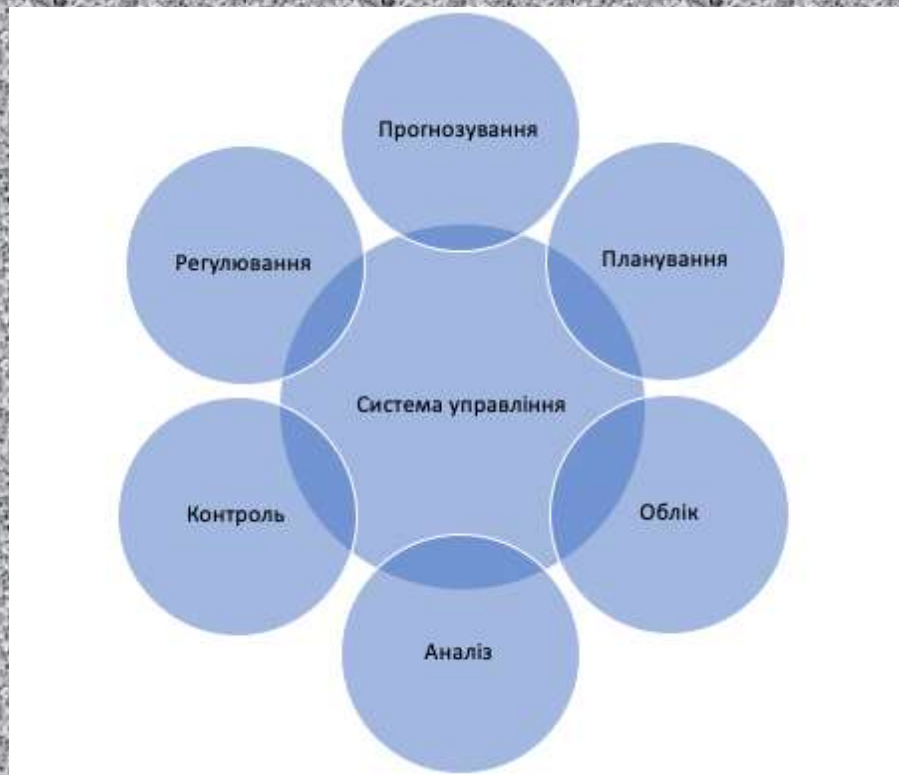 Прогнозування
Планування
Облік
Аналіз
Контроль
Регулювання
Система управління